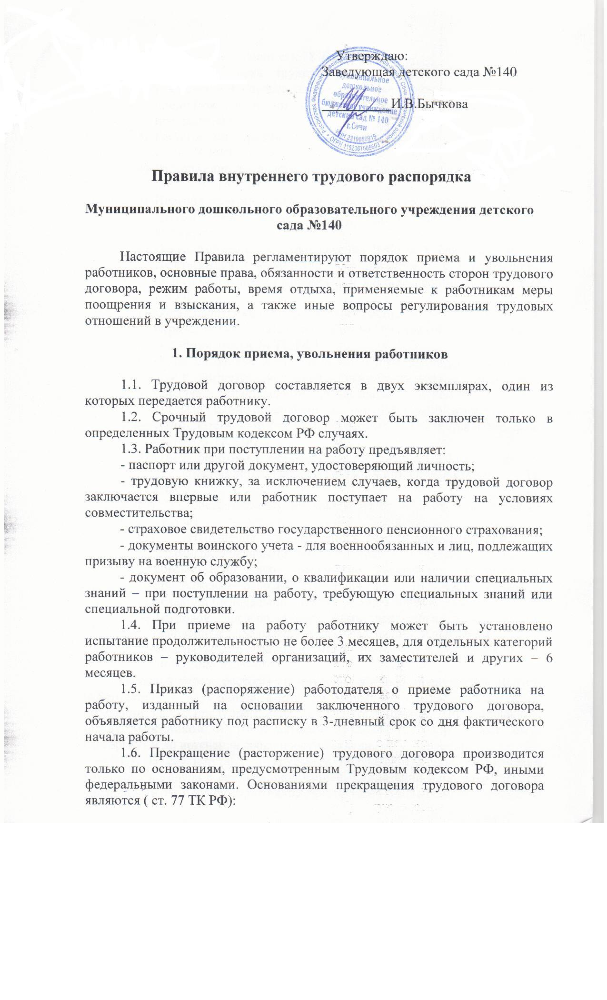 Утверждаю:
Заведующая детского сада №140
И.В.Бычкова
Российская Федерация Краснодарский край город-курорт Сочи Хостинский район
ОГРН 1152367005603
Муниципальное
дошкольное
образовательное
бюджетное учреждение
детский сад № 140
г.Сочи
ИНН 2319059919
Правила внутреннего трудового распорядка
Муниципального дошкольного образовательного учреждения детского
сада №140
Настоящие Правила регламентируют порядок приема и увольнения
работников, основные права, обязанности и ответственность сторон трудового
договора, режим работы, время отдыха, применяемые к работникам меры
поощрения и взыскания, а также иные вопросы регулирования трудовых
отношений в учреждении.
1. Порядок приема, увольнения работников
1.1. Трудовой договор составляется в двух экземплярах, один из
которых передается работнику.
1.2. Срочный трудовой договор может быть заключен только в
определенных Трудовым кодексом РФ случаях.
1.3. Работник при поступлении на работу предъявляет:
- паспорт или другой документ, удостоверяющий личность;
- трудовую книжку, за исключением случаев, когда трудовой договор
заключается впервые или работник поступает на работу на условиях
совместительства;
- страховое свидетельство государственного пенсионного страхования;
- документы воинского учета - для военнообязанных и лиц, подлежащих
призыву на военную службу;
- документ об образовании, о квалификации или наличии специальных
знаний – при поступлении на работу, требующую специальных знаний или
специальной подготовки.
1.4. При приеме на работу работнику может быть установлено
испытание продолжительностью не более 3 месяцев, для отдельных категорий
работников – руководителей организаций, их заместителей и других – 6
месяцев.
1.5. Приказ (распоряжение) работодателя о приеме работника на
работу, изданный на основании заключенного трудового договора,
объявляется работнику под расписку в 3-дневный срок со дня фактического
начала работы.
1.6. Прекращение (расторжение) трудового договора производится
только по основаниям, предусмотренным Трудовым кодексом РФ, иными
федеральными законами. Основаниями прекращения трудового договора
являются ( ст. 77 ТК РФ):